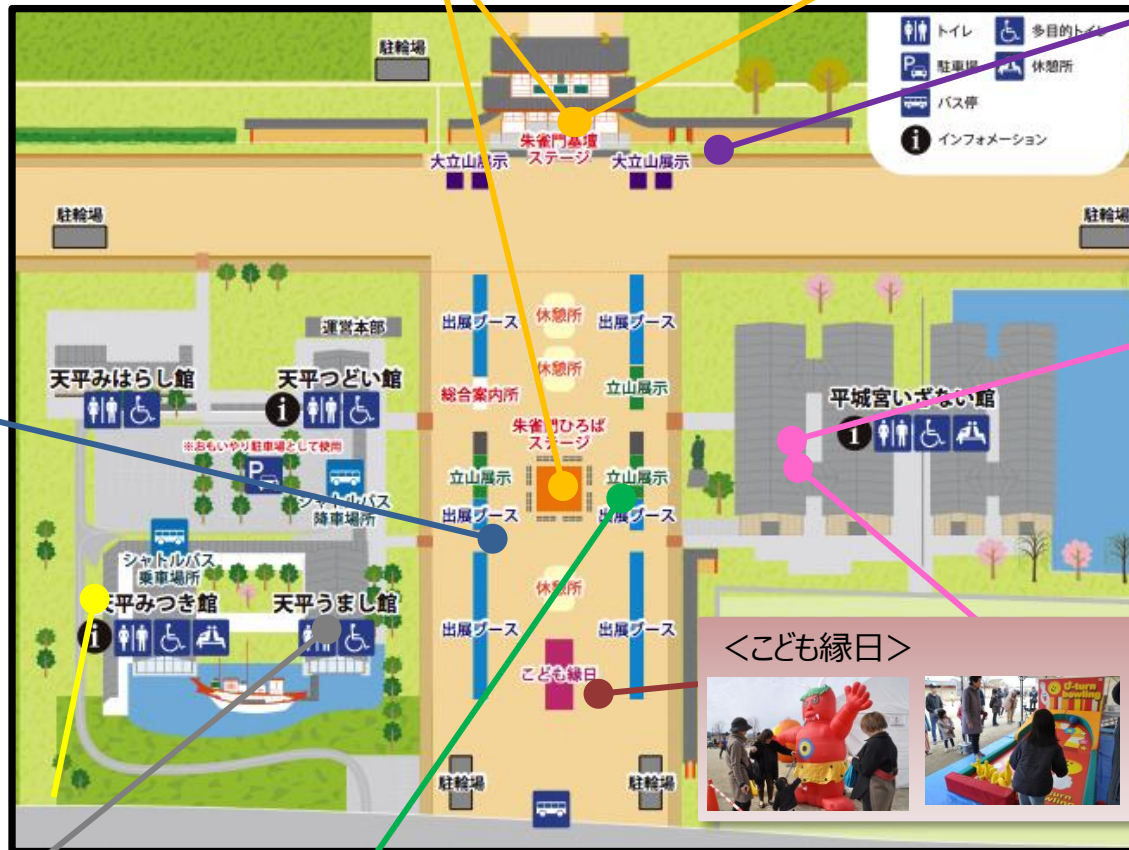 トイレ
多目的トイレ
駐車場
休憩所
バス停
i インフォメーション
駐輪場
朱雀門基壇
ステージ
大立山展示
大立山展示
駐輪場
駐輪場
運営本部
出展ブース
休憩所
出展ブース
天平みはらし館
天平つどい館
休憩所
i
総合案内所
立山展示
平城宮いざない館
i
※おもいやり駐車場として使用
P
朱雀門ひろば
ステージ
立山展示
立山展示
シャトルバス
降車場所
出展ブース
出展ブース
シャトルバス
乗車場所
休憩所
天平みつき館
天平うまし館
i
出展ブース
出展ブース
こども縁日
<こども縁日>
U-turn
bowling
駐輪場
駐輪場